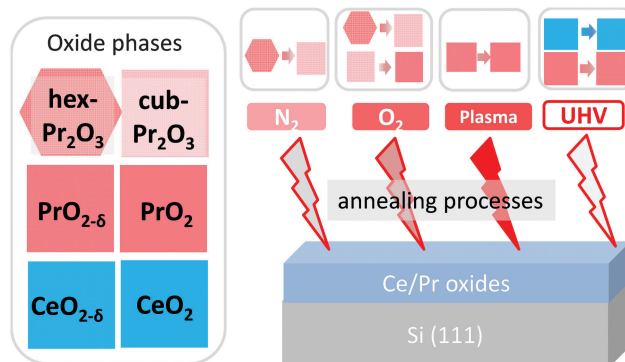 Oxide phases
hex-
Pr₂O₃
cub-
Pr₂O₃
PrO₂₋δ
PrO₂
CeO₂₋δ
CeO₂
N₂
O₂
Plasma
UHV
annealing processes
Ce/Pr oxides
Si (111)